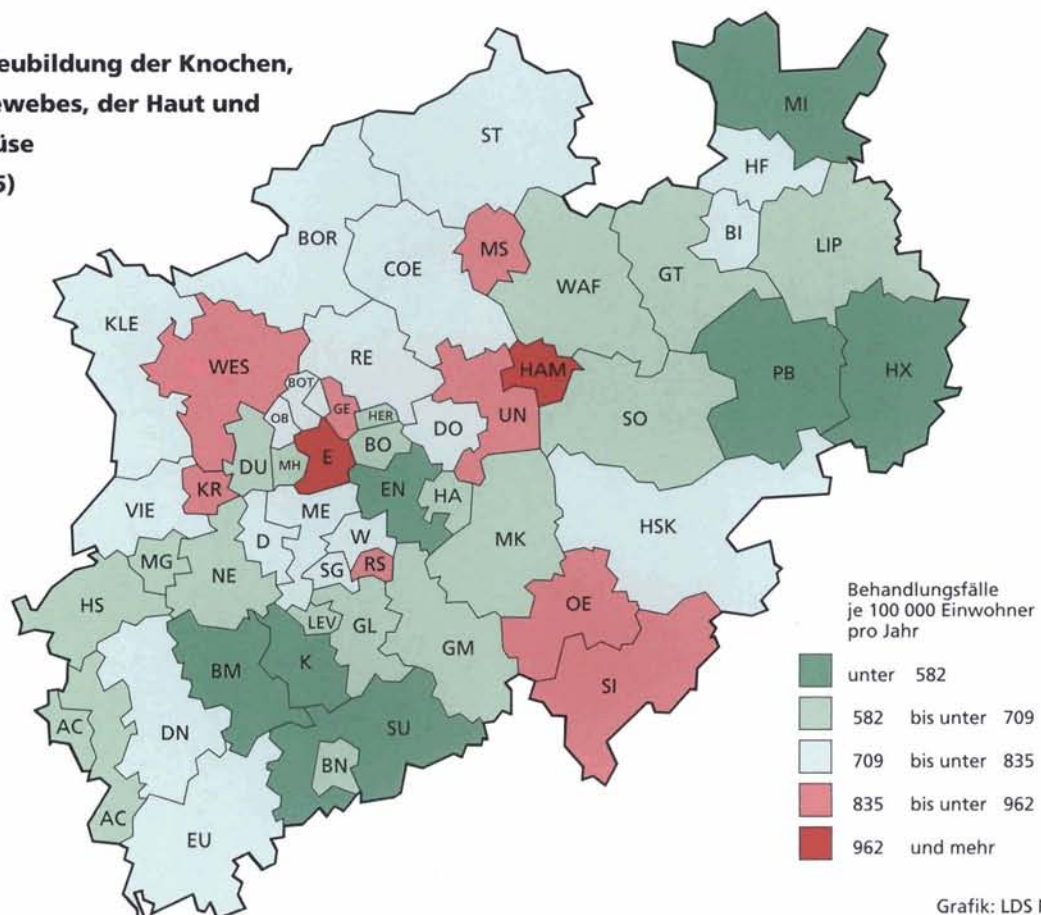 eubildung der Knochen,
ewebes, der Haut und
üse
5)
MI
ST
HF
BI
LIP
BOR
MS
COE
GT
WAF
KLE
WES
RE
HAM
PB
HX
BOT
GE
HER
OB
UN
SO
DO
BO
E
DU
MH
KR
EN
HA
VIE
ME
HSK
D
W
MK
MG
NE
SG
RS
HS
OE
LEV
GL
GM
BM
K
SI
AC
DN
SU
BN
AC
EU
Behandlungsfälle
je 100 000 Einwohner
pro Jahr
unter 582
582 bis unter 709
709 bis unter 835
835 bis unter 962
962 und mehr
Grafik: LDS